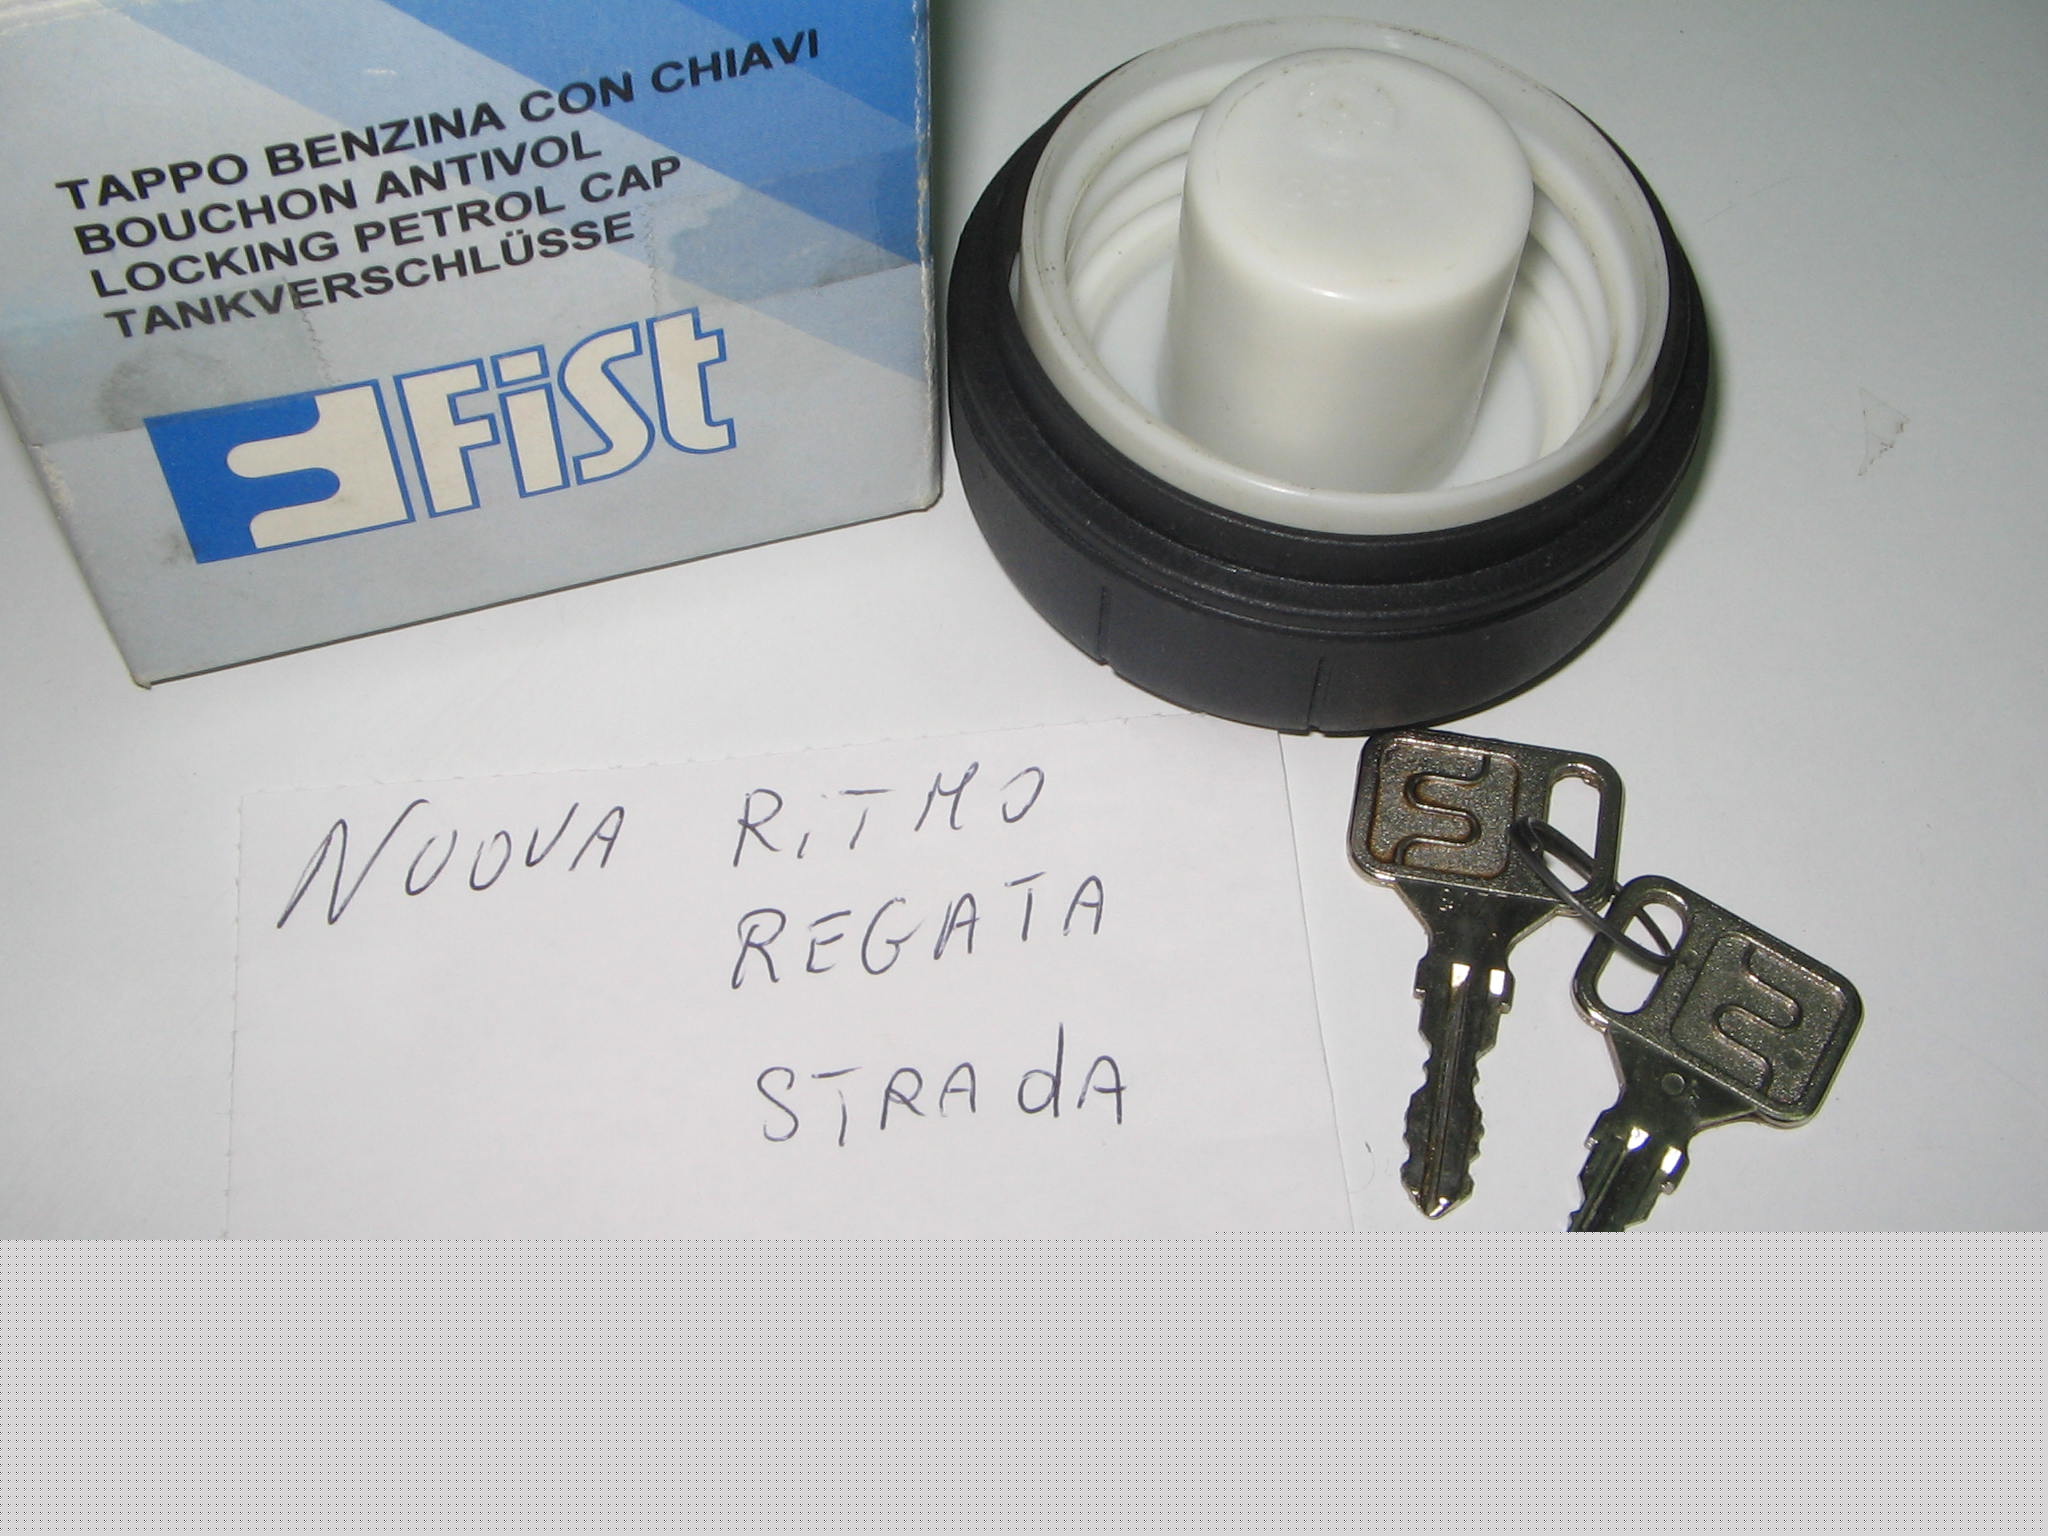 TAPPO BENZINA CON CHIAVI
BOUCHON ANTIVOL
LOCKING PETROL CAP
TANKVERSCHLÜSSE
Fist
NUOVA RiTMO
REGATA
STRAdA